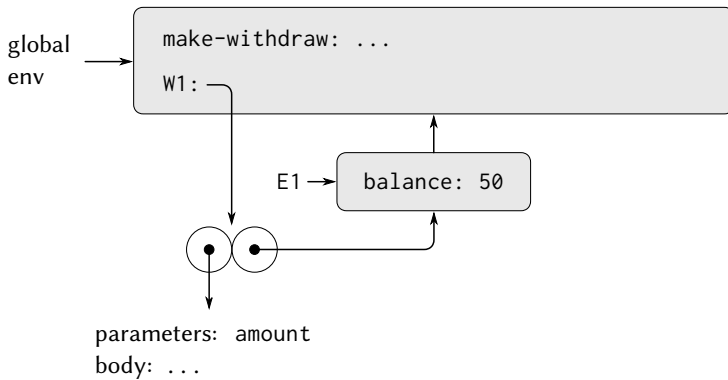 global
env
make-withdraw: ...
W1:
E1
balance: 50
parameters: amount
body: ...